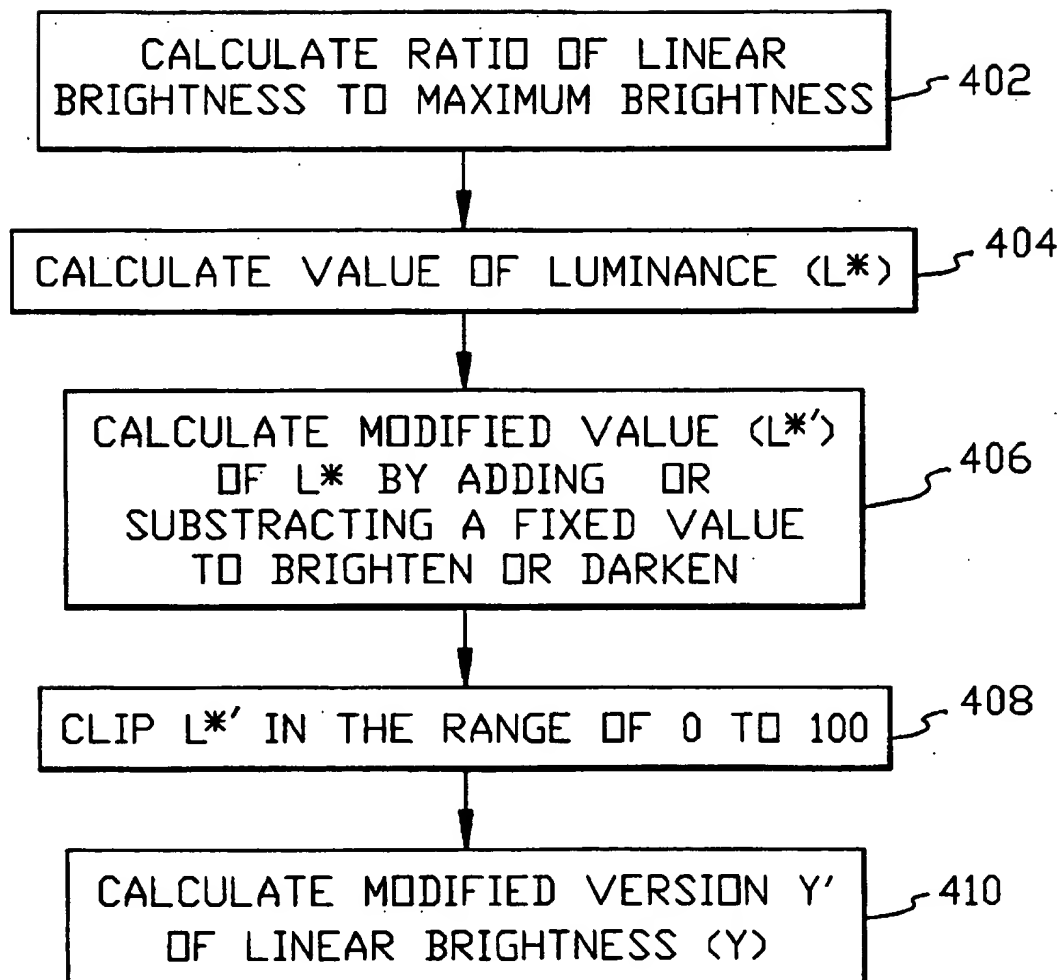 CALCULATE RATIO OF LINEAR
BRIGHTNESS TO MAXIMUM BRIGHTNESS
402
CALCULATE VALUE OF LUMINANCE (L*)
404
CALCULATE MODIFIED VALUE (L*')
OF L* BY ADDING OR
SUBSTRACTING A FIXED VALUE
TO BRIGHTEN OR DARKEN
406
CLIP L*' IN THE RANGE OF 0 TO 100
408
CALCULATE MODIFIED VERSION Y'
OF LINEAR BRIGHTNESS (Y)
410